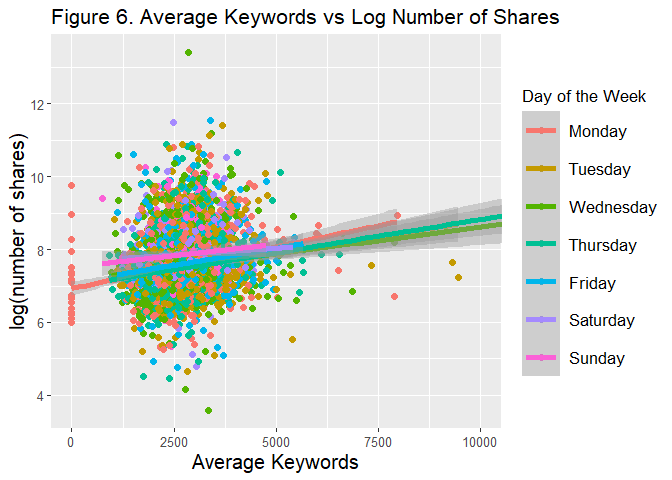 Figure 6. Average Keywords vs Log Number of Shares
log(number of shares)
12
10
8
6
4
0
2500
5000
7500
10000
Average Keywords
Day of the Week
Monday
Tuesday
Wednesday
Thursday
Friday
Saturday
Sunday